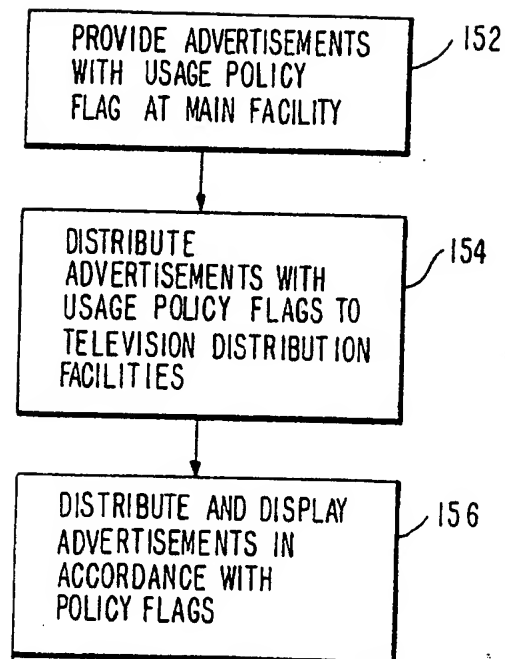 PROVIDE ADVERTISEMENTS
WITH USAGE POLICY
FLAG AT MAIN FACILITY
152
DISTRIBUTE
ADVERTISEMENTS WITH
USAGE POLICY FLAGS TO
TELEVISION DISTRIBUTION
FACILITIES
154
DISTRIBUTE AND DISPLAY
ADVERTISEMENTS IN
ACCORDANCE WITH
POLICY FLAGS
156